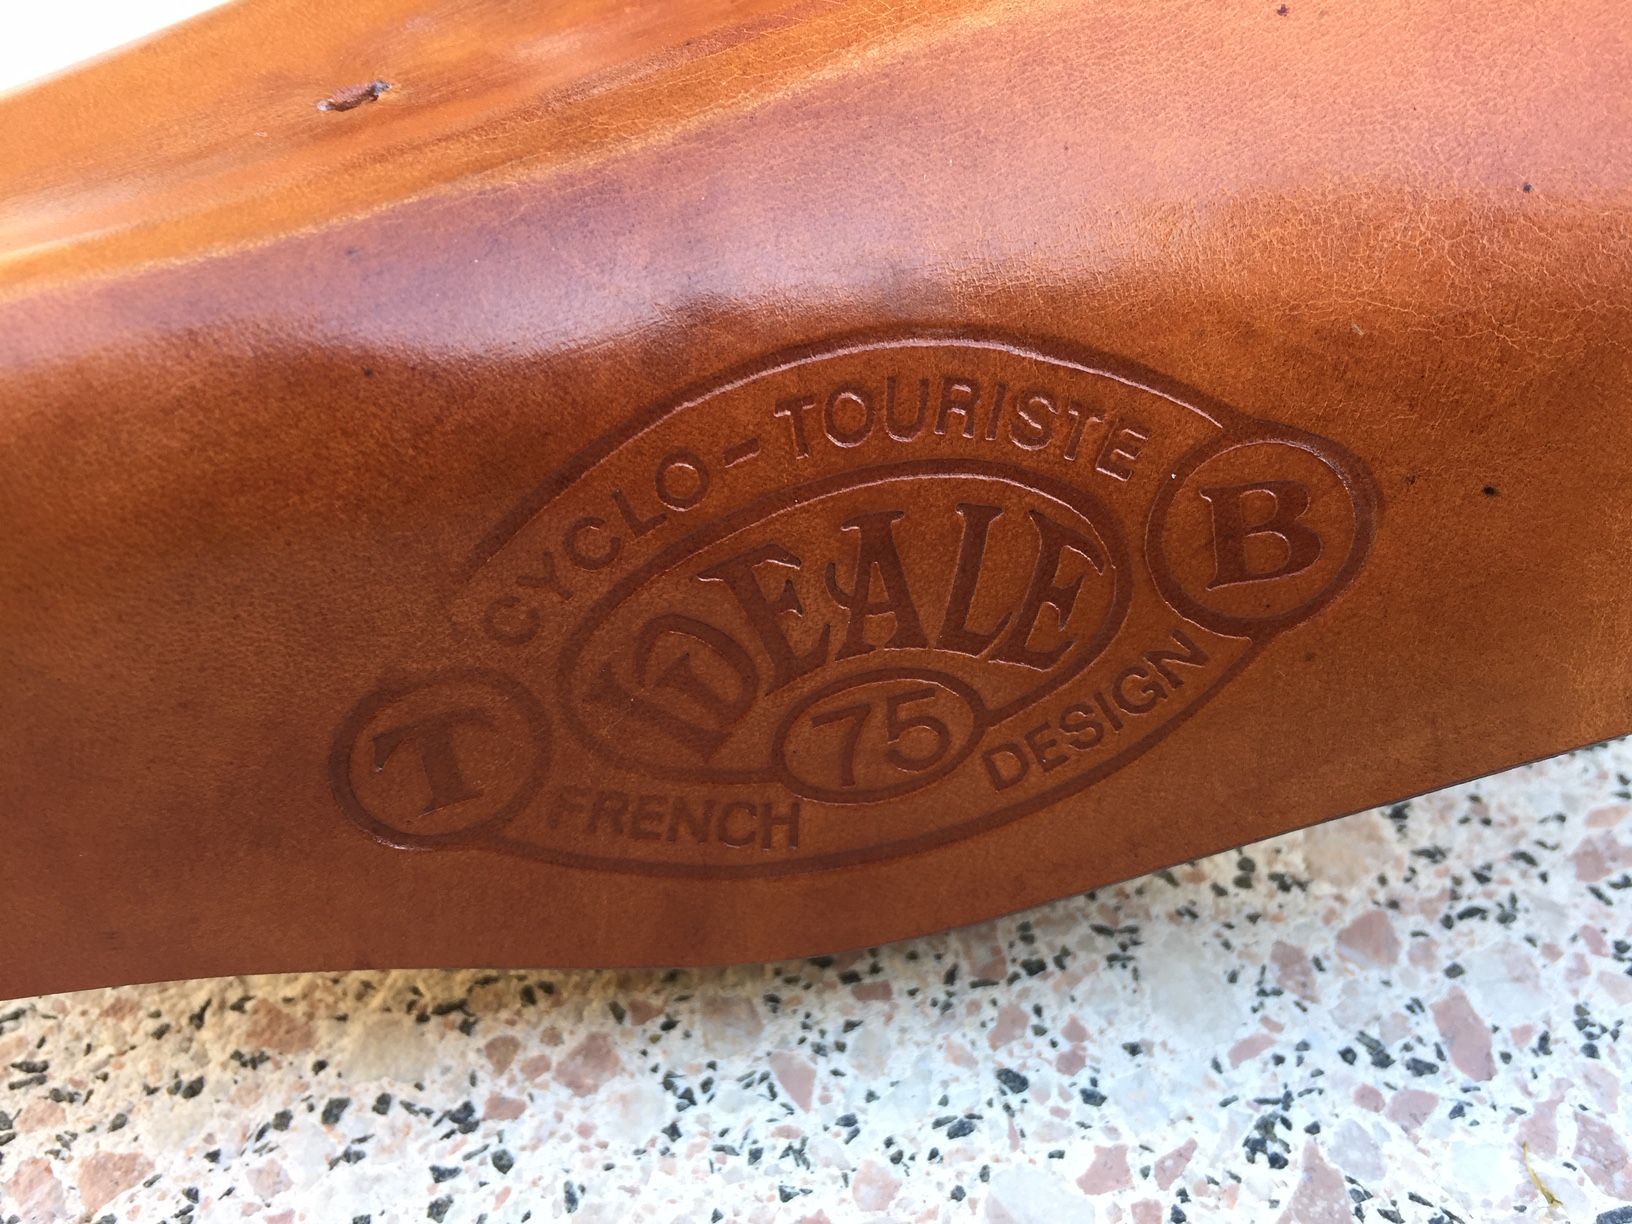 CYCLO-TOURISTE
T IDEALE B
75
FRENCH DESIGN